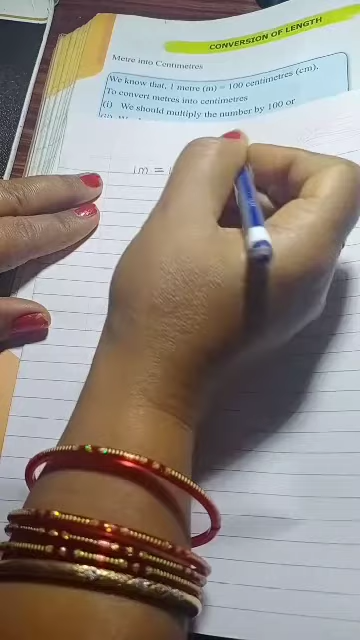 CONVERSION OF LENGTH
Metre into Centimetres
We know that, 1 metre (m) = 100 centimetres (cm).
To convert metres into centimetres
(i) We should multiply the number by 100 or
1m =